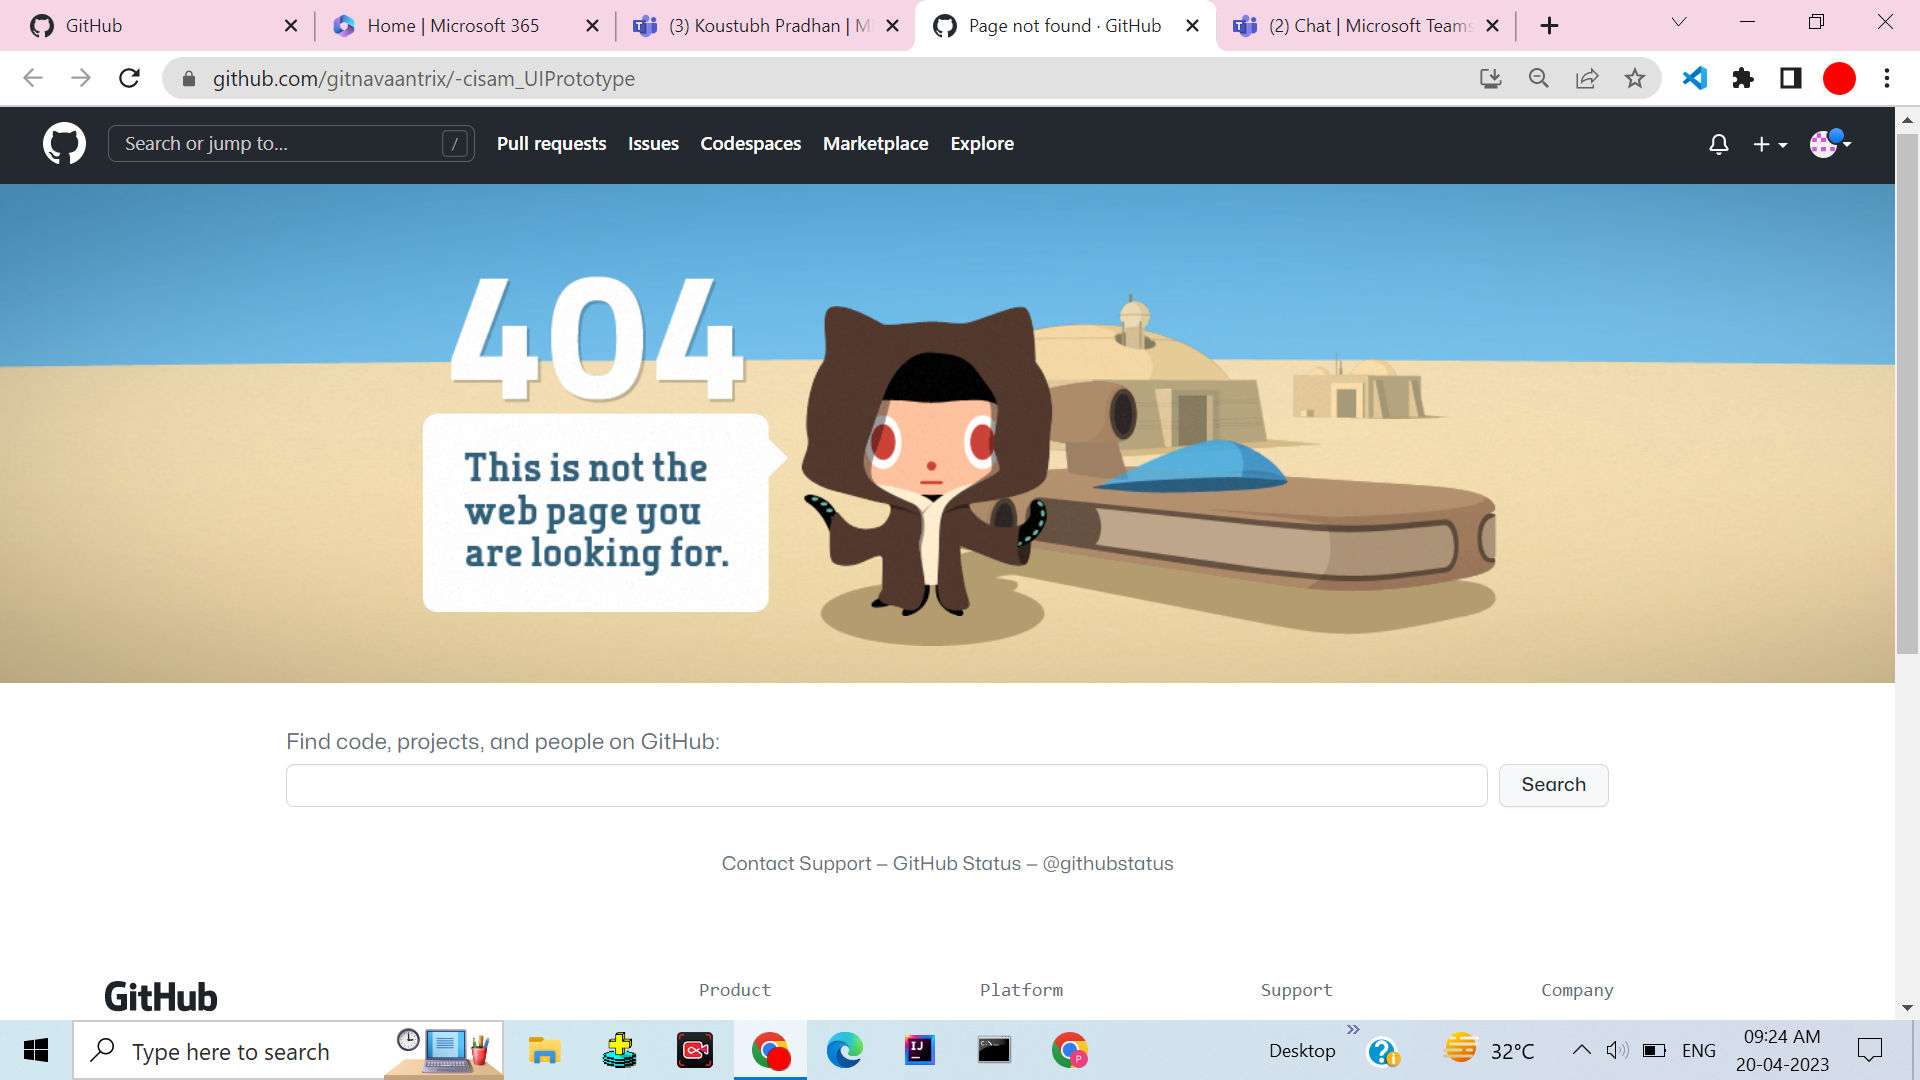 GitHub
Home | Microsoft 365
(3) Koustubh Pradhan | Mi
Page not found · GitHub
(2) Chat | Microsoft Teams
github.com/gitnavaantrix/-cisam_UIPrototype
Search or jump to...
/
Pull requests
Issues
Codespaces
Marketplace
Explore
404
This is not the
web page you
are looking for.
Find code, projects, and people on GitHub:
Search
Contact Support — GitHub Status — @githubstatus
GitHub
Product
Platform
Support
Company
Type here to search
Desktop
32°C
ENG
09:24 AM
20-04-2023